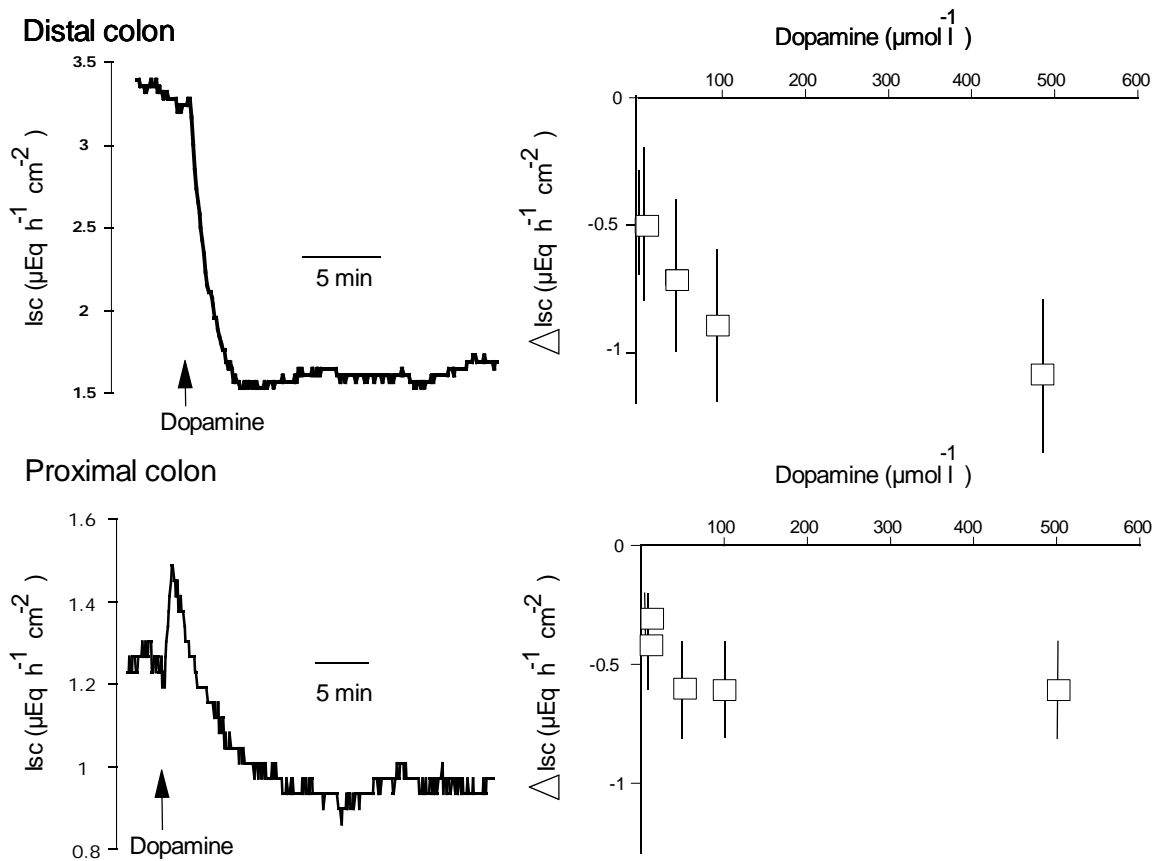 Distal colon
3.5
3
2.5
2
1.5
Isc (µEq h-1 cm-2)
5 min
Dopamine
Dopamine (µmol l-1)
0 100 200 300 400 500 600
-0.5
-1
△ Isc (µEq h-1 cm-2)
Proximal colon
1.6
1.4
1.2
1
0.8
Isc (µEq h-1 cm-2)
5 min
Dopamine
Dopamine (µmol l-1)
0 100 200 300 400 500 600
-0.5
-1
△ Isc (µEq h-1 cm-2)